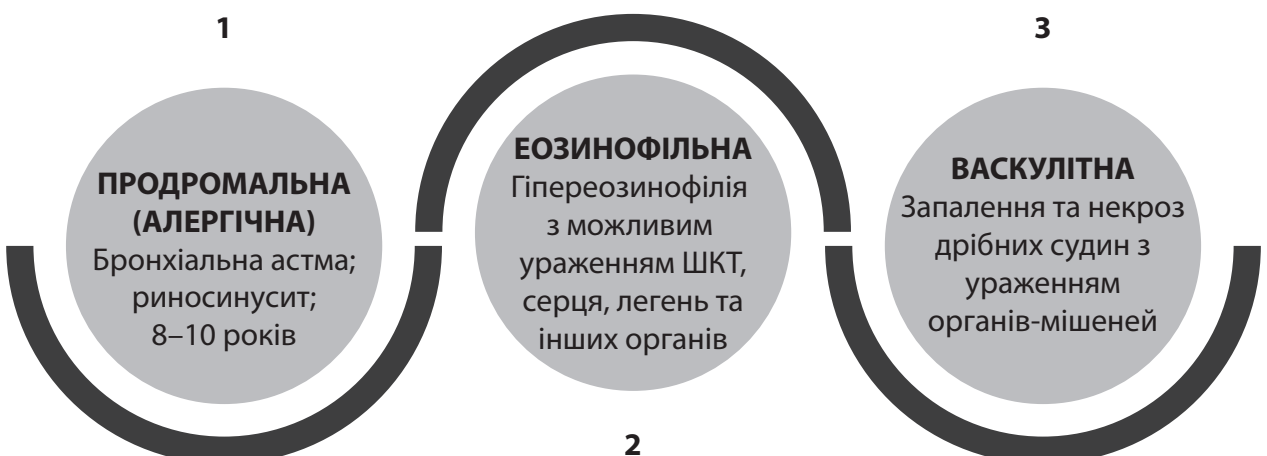 1
ПРОДРОМАЛЬНА
(АЛЕРГІЧНА)
Бронхіальна астма;
риносинусит;
8–10 років
ЕОЗИНОФІЛЬНА
Гіпереозинофілія
з можливим
ураженням ШКТ,
серця, легень та
інших органів
2
3
ВАСКУЛІТНА
Запалення та некроз
дрібних судин з
ураженням
органів-мішеней